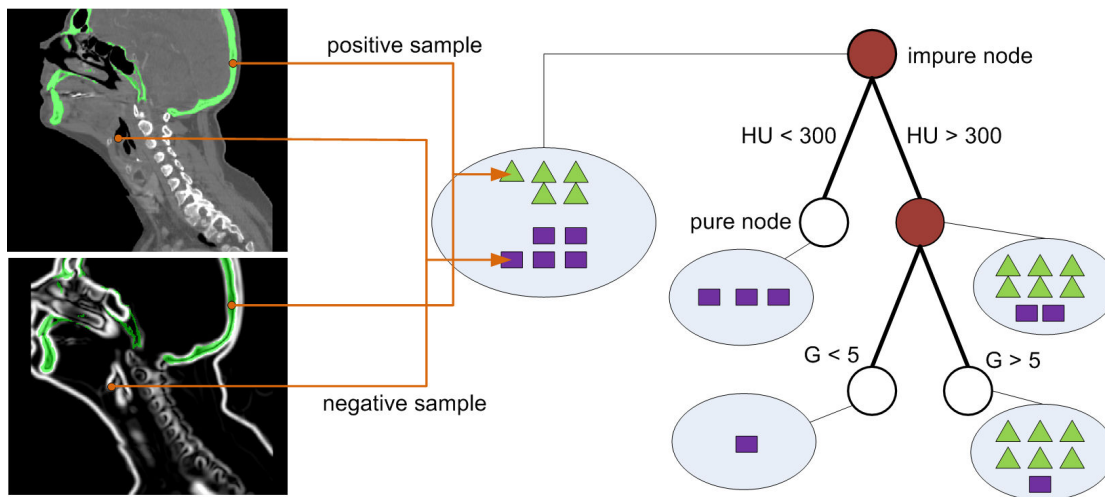 positive sample
impure node
HU < 300
HU > 300
pure node
G < 5
G > 5
negative sample